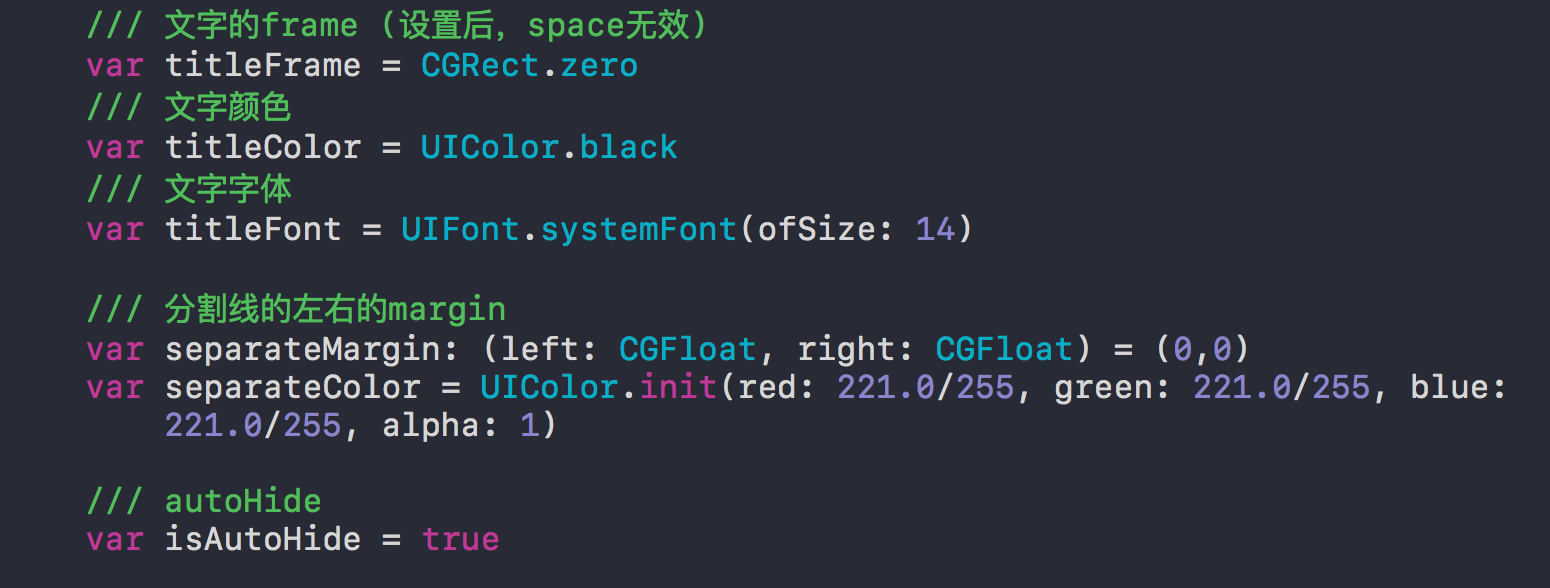 /// 文字的frame (设置后，space无效)
var titleFrame = CGRect.zero
/// 文字颜色
var titleColor = UIColor.black
/// 文字字体
var titleFont = UIFont.systemFont(ofSize: 14)
/// 分割线的左右的margin
var separateMargin: (left: CGFloat, right: CGFloat) = (0,0)
var separateColor = UIColor.init(red: 221.0/255, green: 221.0/255, blue:
221.0/255, alpha: 1)
/// autoHide
var isAutoHide = true